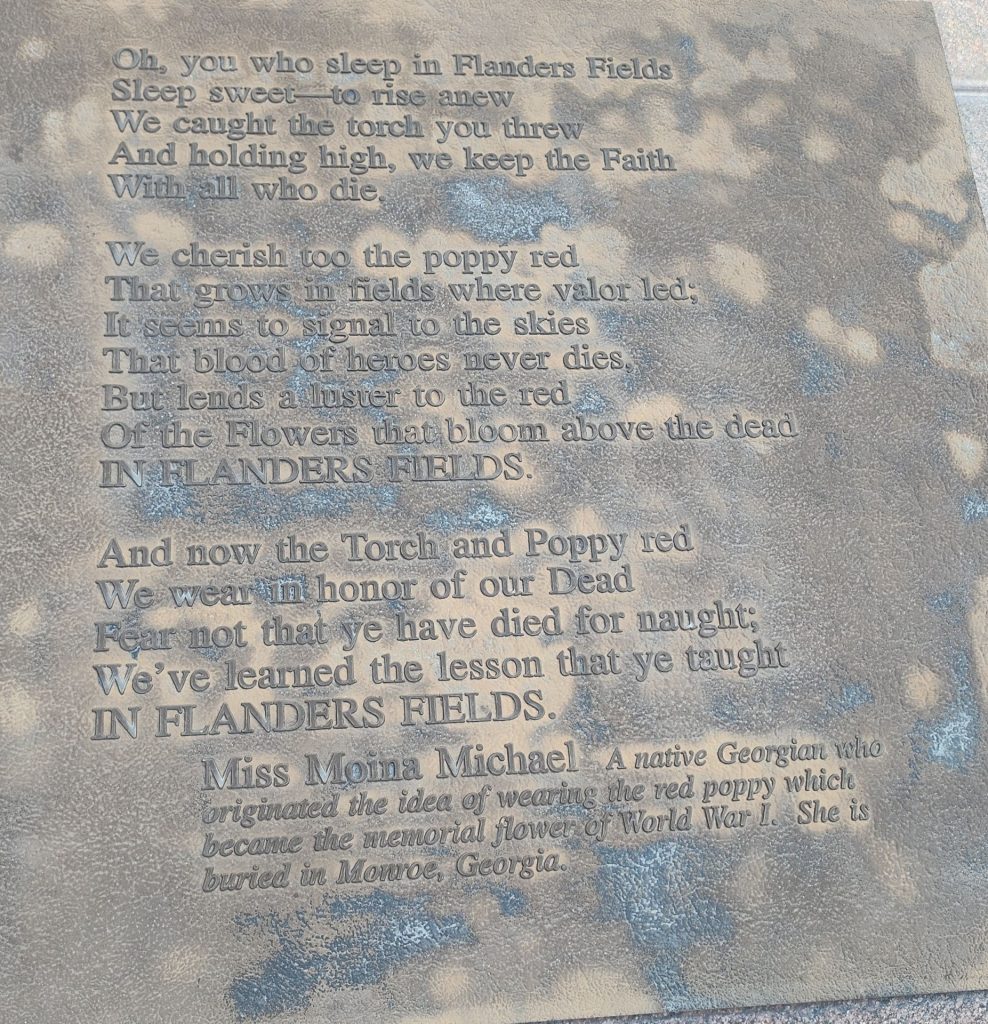 Oh, you who sleep in Flanders Fields
Sleep sweet—to rise anew
We caught the torch you threw
And holding high, we keep the Faith
With all who die.
We cherish too the poppy red
That grows in fields where valor led;
It seems to signal to the skies
That blood of heroes never dies,
But lends a luster to the red
Of the Flowers that bloom above the dead
IN FLANDERS FIELDS.
And now the Torch and Poppy red
We wear in honor of our Dead
Fear not that ye have died for naught;
We've learned the lesson that ye taught
IN FLANDERS FIELDS.
Miss Moina Michael A native Georgian who
originated the idea of wearing the red poppy which
became the memorial flower of World War I. She is
buried in Monroe, Georgia.